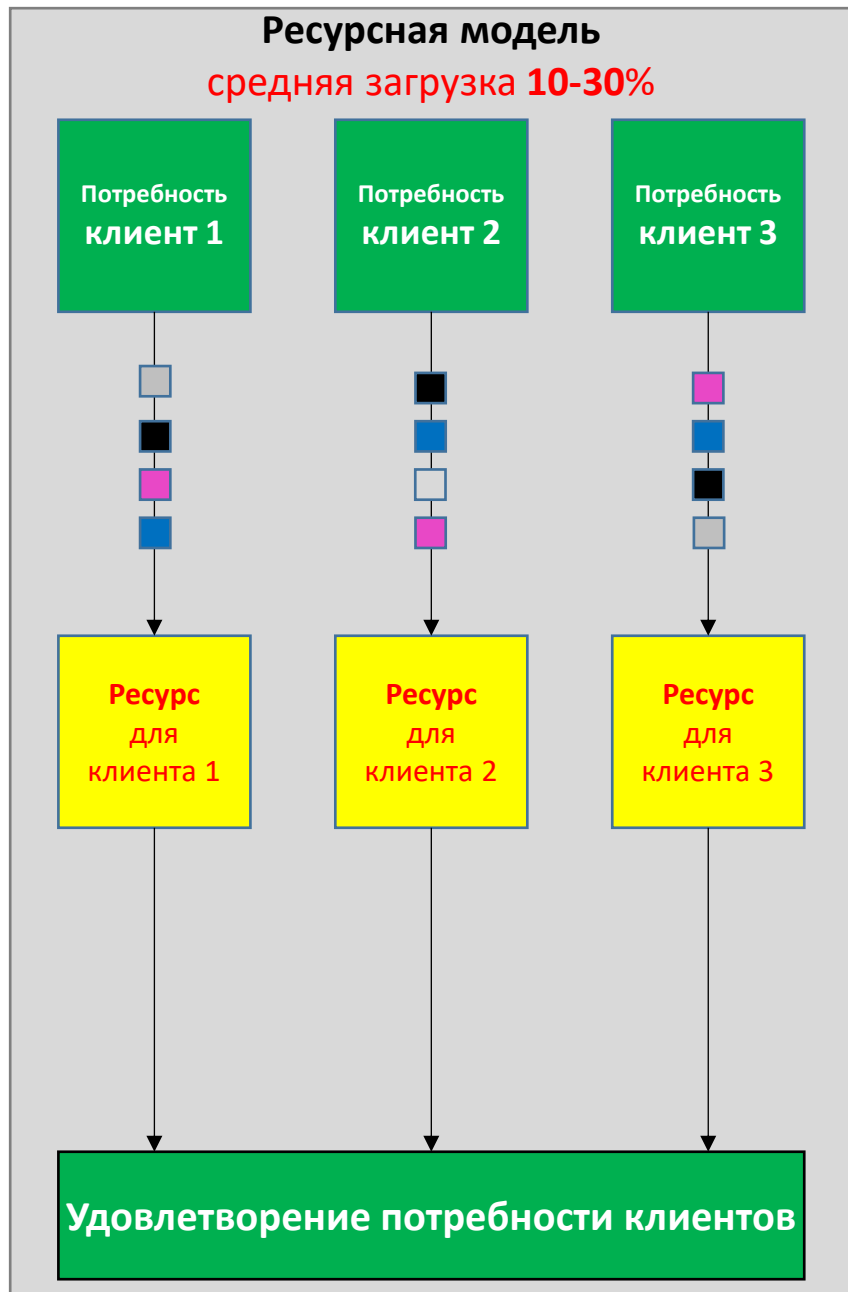 Ресурсная модель
средняя загрузка 10-30%
Потребность
клиент 1
Потребность
клиент 2
Потребность
клиент 3
Ресурс
для
клиента 1
Ресурс
для
клиента 2
Ресурс
для
клиента 3
Удовлетворение потребности клиентов